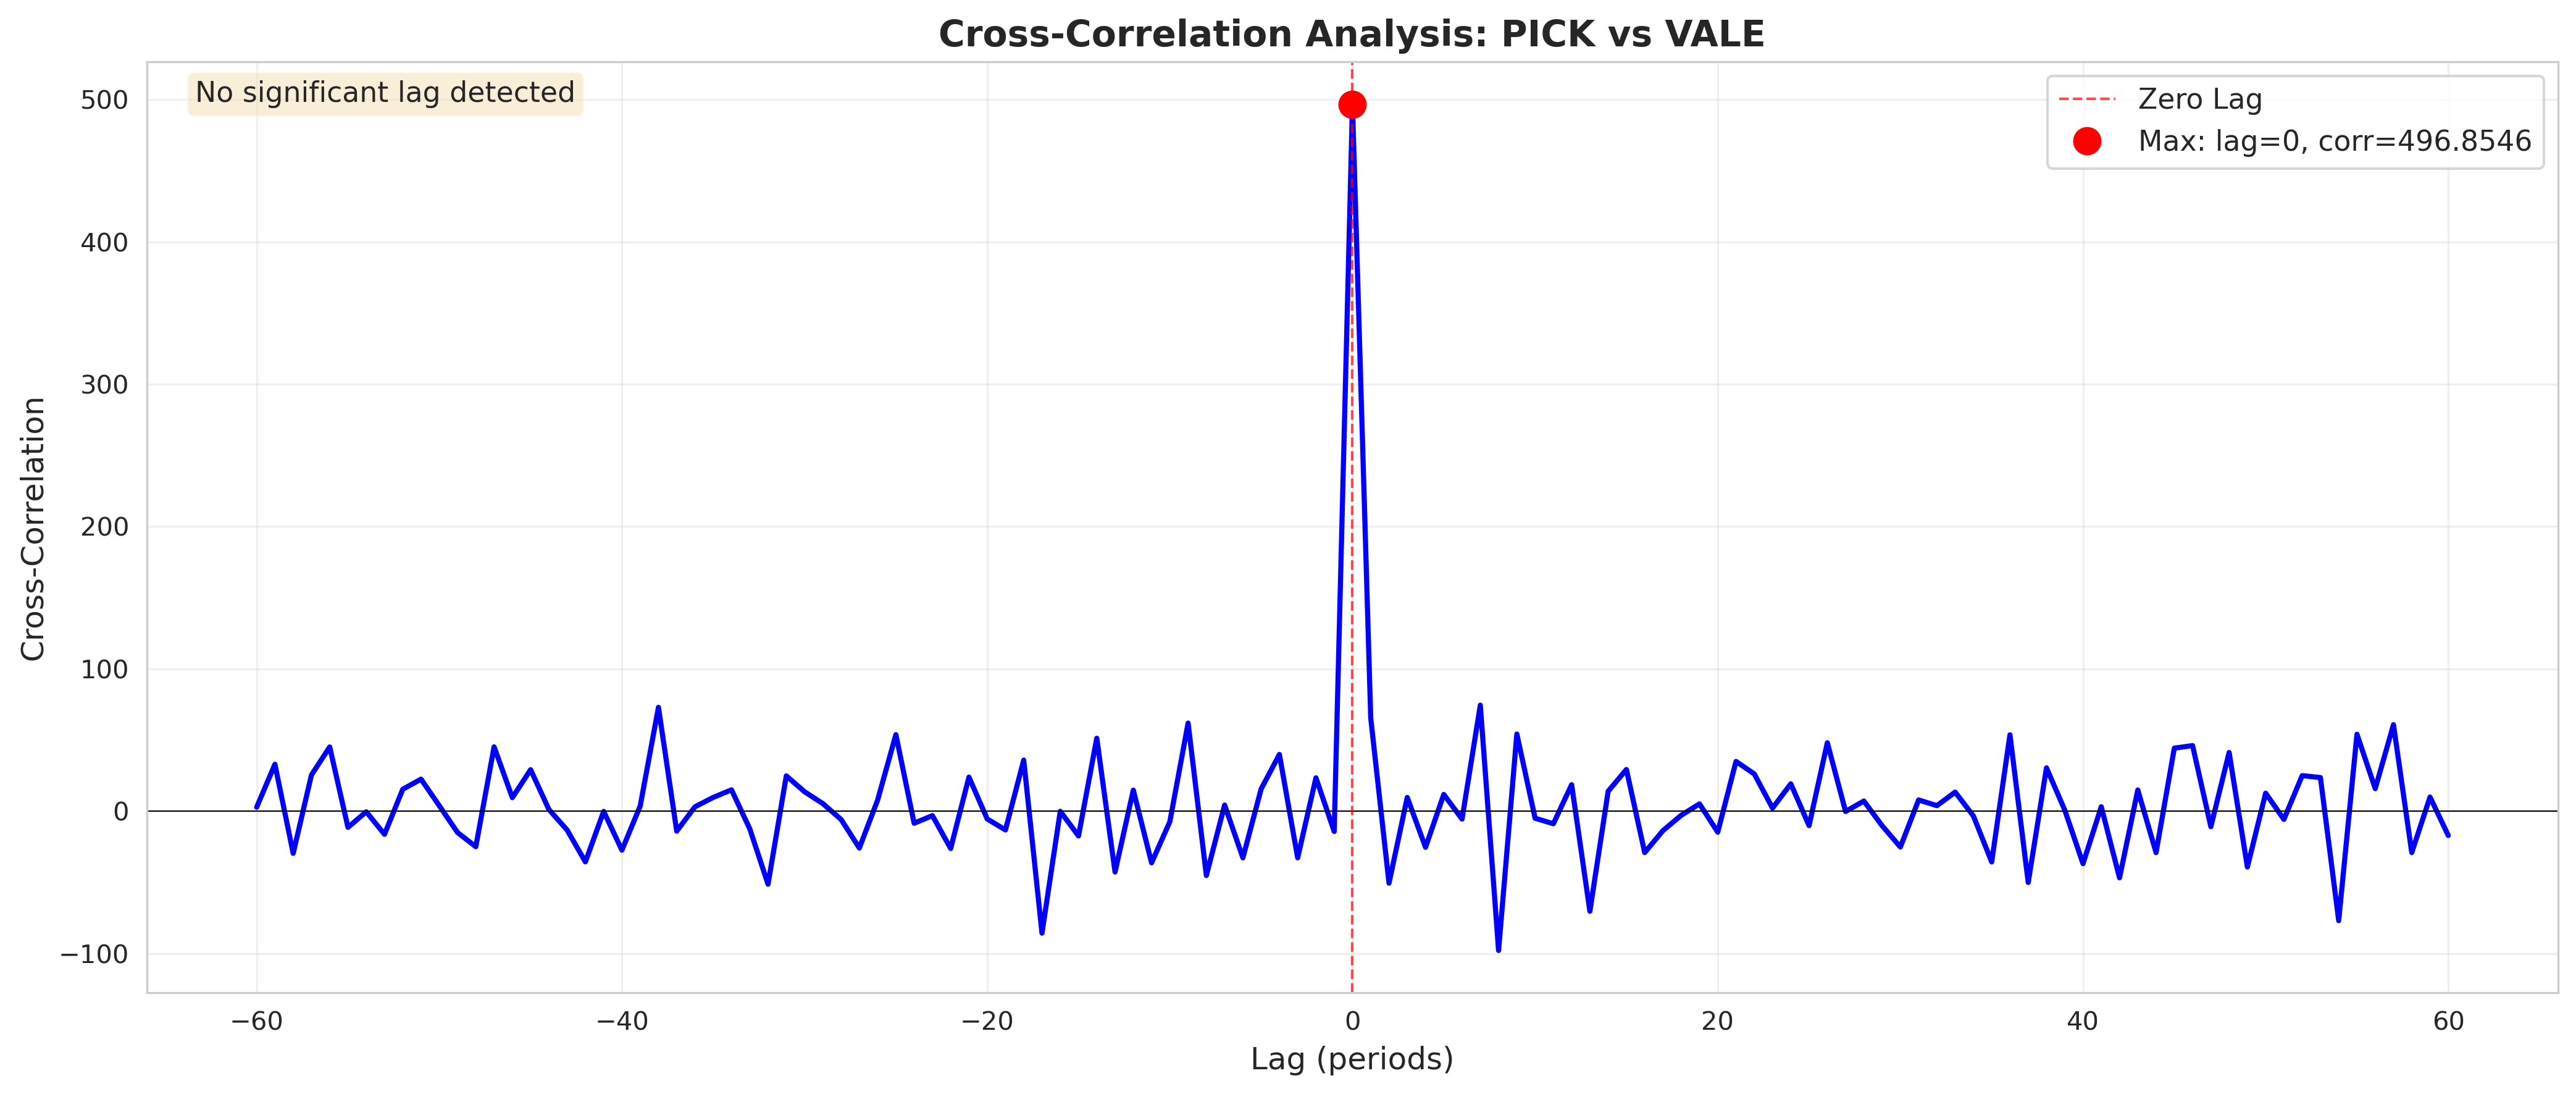 Cross-Correlation Analysis: PICK vs VALE
No significant lag detected
Zero Lag
Max: lag=0, corr=496.8546
Cross-Correlation
500
400
300
200
100
0
−100
−60
−40
−20
0
20
40
60
Lag (periods)